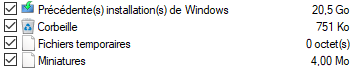 Précédente(s) installation(s) de Windows 20,5 Go
Corbeille 751 Ko
Fichiers temporaires 0 octet(s)
Miniatures 4,00 Mo